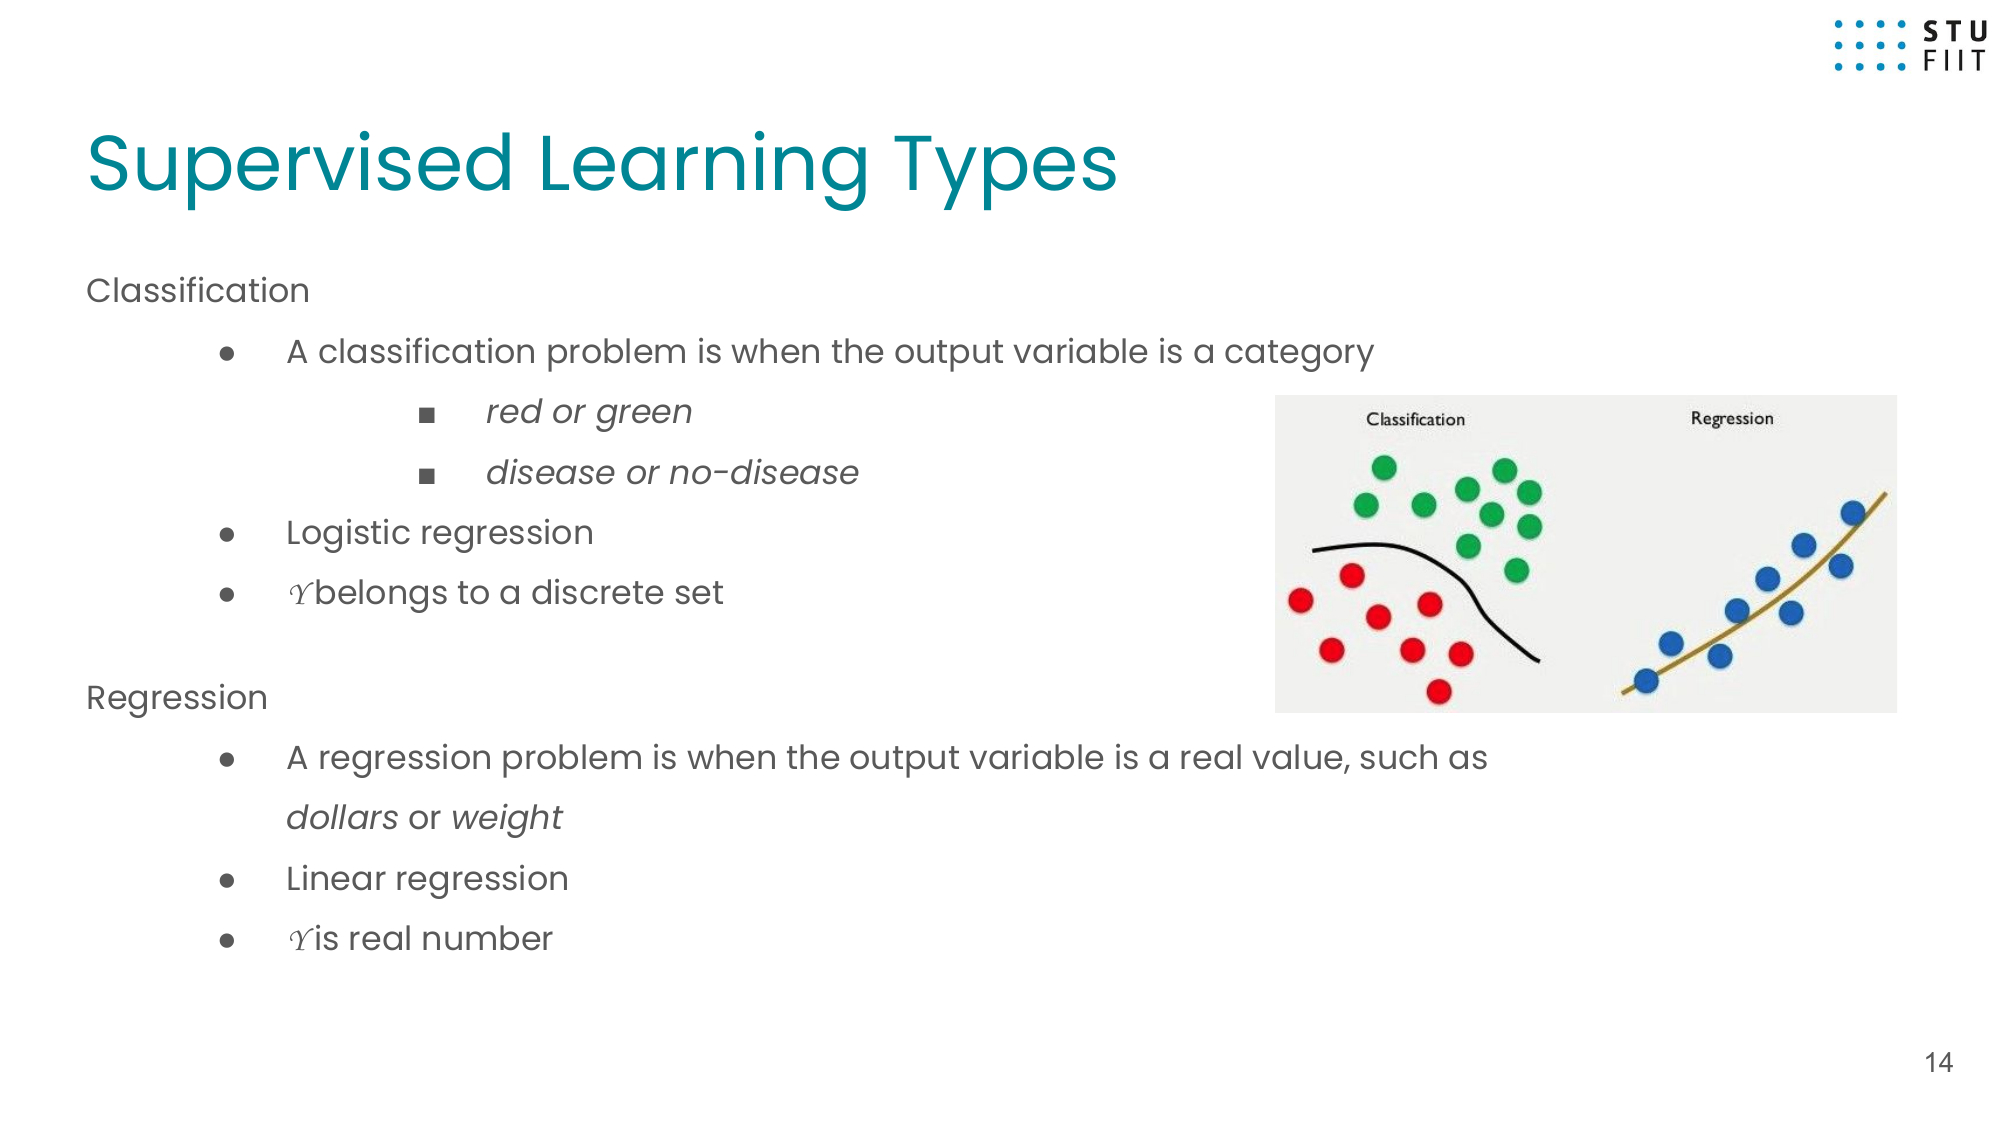 STU
FIIT
Supervised Learning Types
Classification
● A classification problem is when the output variable is a category
■ red or green
■ disease or no-disease
● Logistic regression
● 𝒴 belongs to a discrete set
Classification
Regression
Regression
● A regression problem is when the output variable is a real value, such as
dollars or weight
● Linear regression
● 𝒴 is real number
14